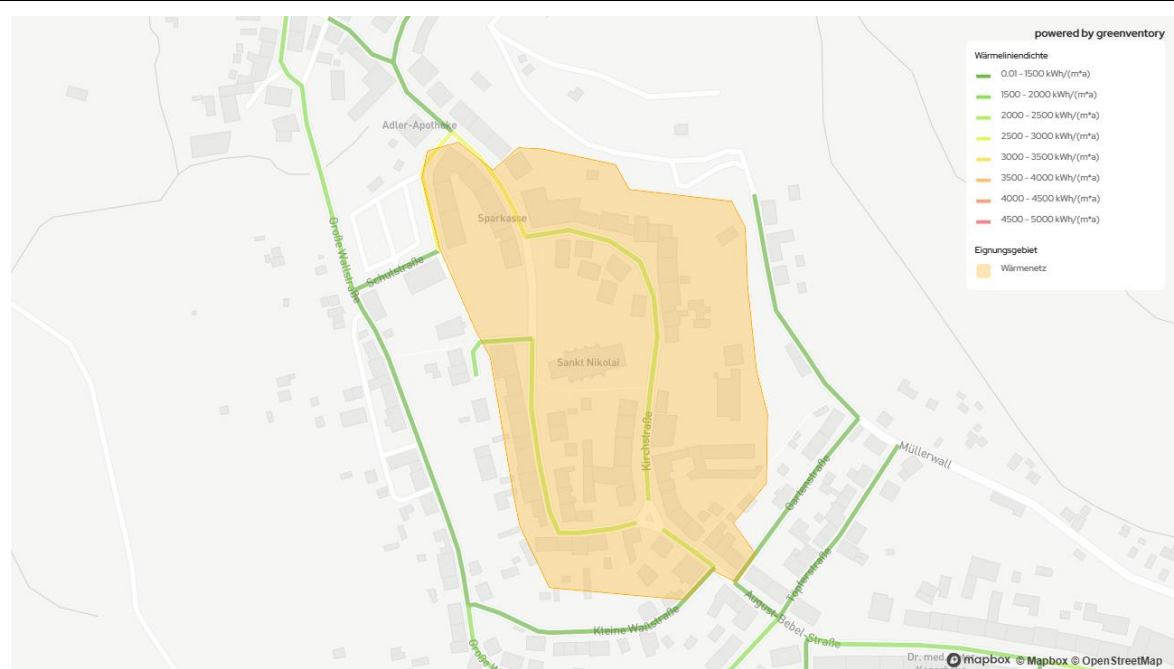 powered by greenventory
Wärmeliniendichte
0.01 - 1500 kWh/(m*a)
1500 - 2000 kWh/(m*a)
2000 - 2500 kWh/(m*a)
2500 - 3000 kWh/(m*a)
3000 - 3500 kWh/(m*a)
3500 - 4000 kWh/(m*a)
4000 - 4500 kWh/(m*a)
4500 - 5000 kWh/(m*a)
Eignungsgebiet
Wärmenetz
Adler-Apotheke
Sparkasse
Große Wallstraße
Schulstraße
Sankt Nikolai
Kirchstraße
Müllerwall
Gartenstraße
Töpferstraße
August-Bebel-Straße
Kleine Wallstraße
Große
Dr. med.
mapbox © Mapbox © OpenStreetMap